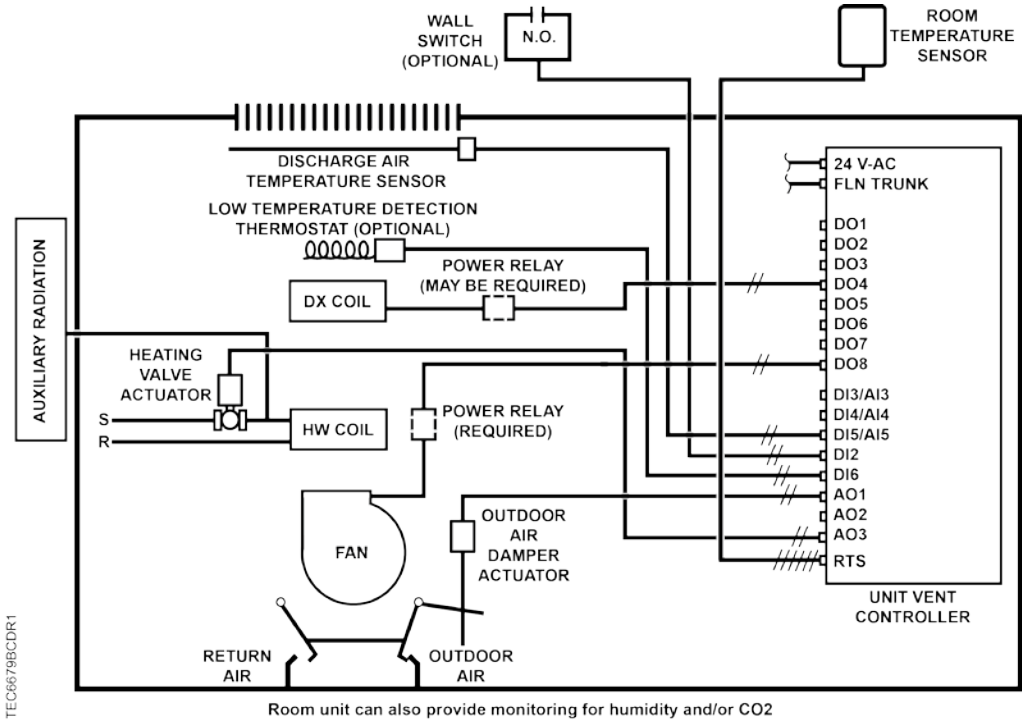 WALL
SWITCH
(OPTIONAL)
N.O.
ROOM
TEMPERATURE
SENSOR
DISCHARGE AIR
TEMPERATURE SENSOR
LOW TEMPERATURE DETECTION
THERMOSTAT (OPTIONAL)
POWER RELAY
(MAY BE REQUIRED)
DX COIL
AUXILIARY RADIATION
HEATING
VALVE
ACTUATOR
S
R
HW COIL
POWER RELAY
(REQUIRED)
FAN
OUTDOOR
AIR
DAMPER
ACTUATOR
RETURN
AIR
OUTDOOR
AIR
24 V-AC
FLN TRUNK
DO1
DO2
DO3
DO4
DO5
DO6
DO7
DO8
DI3/AI3
DI4/AI4
DI5/AI5
DI2
DI6
AO1
AO2
AO3
RTS
UNIT VENT
CONTROLLER
TEC6679BCDR1
Room unit can also provide monitoring for humidity and/or CO2